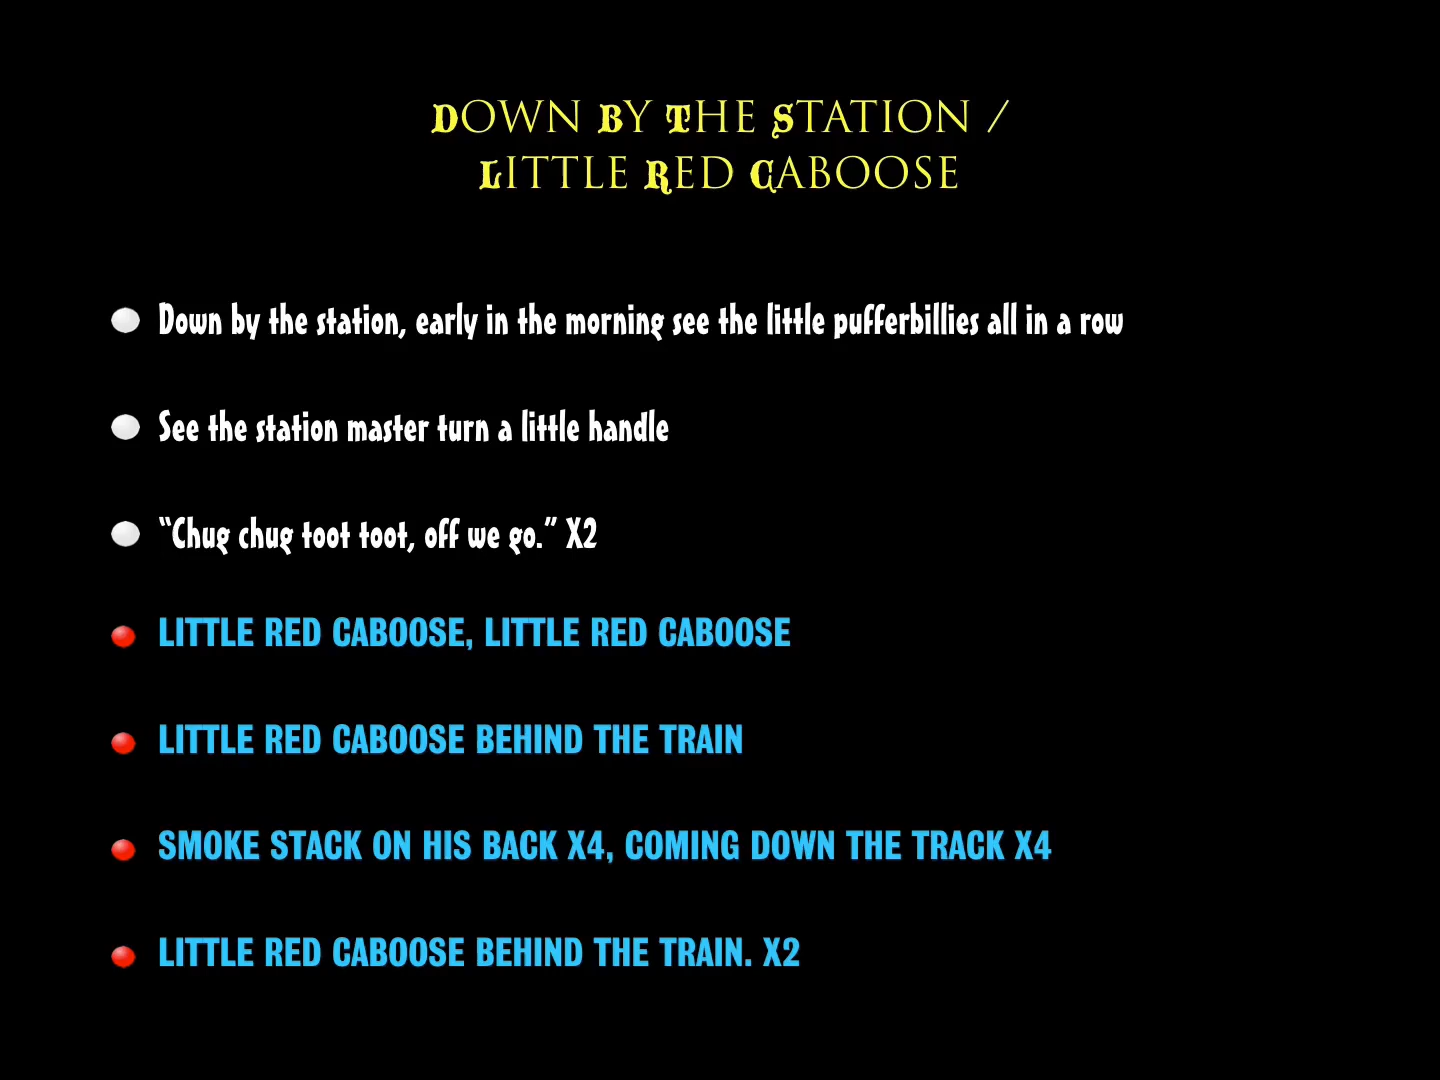 Down By The Station /
Little Red Caboose
Down by the station, early in the morning see the little pufferbillies all in a row
See the station master turn a little handle
“Chug chug toot toot, off we go.” X2
LITTLE RED CABOOSE, LITTLE RED CABOOSE
LITTLE RED CABOOSE BEHIND THE TRAIN
SMOKE STACK ON HIS BACK X4, COMING DOWN THE TRACK X4
LITTLE RED CABOOSE BEHIND THE TRAIN. X2